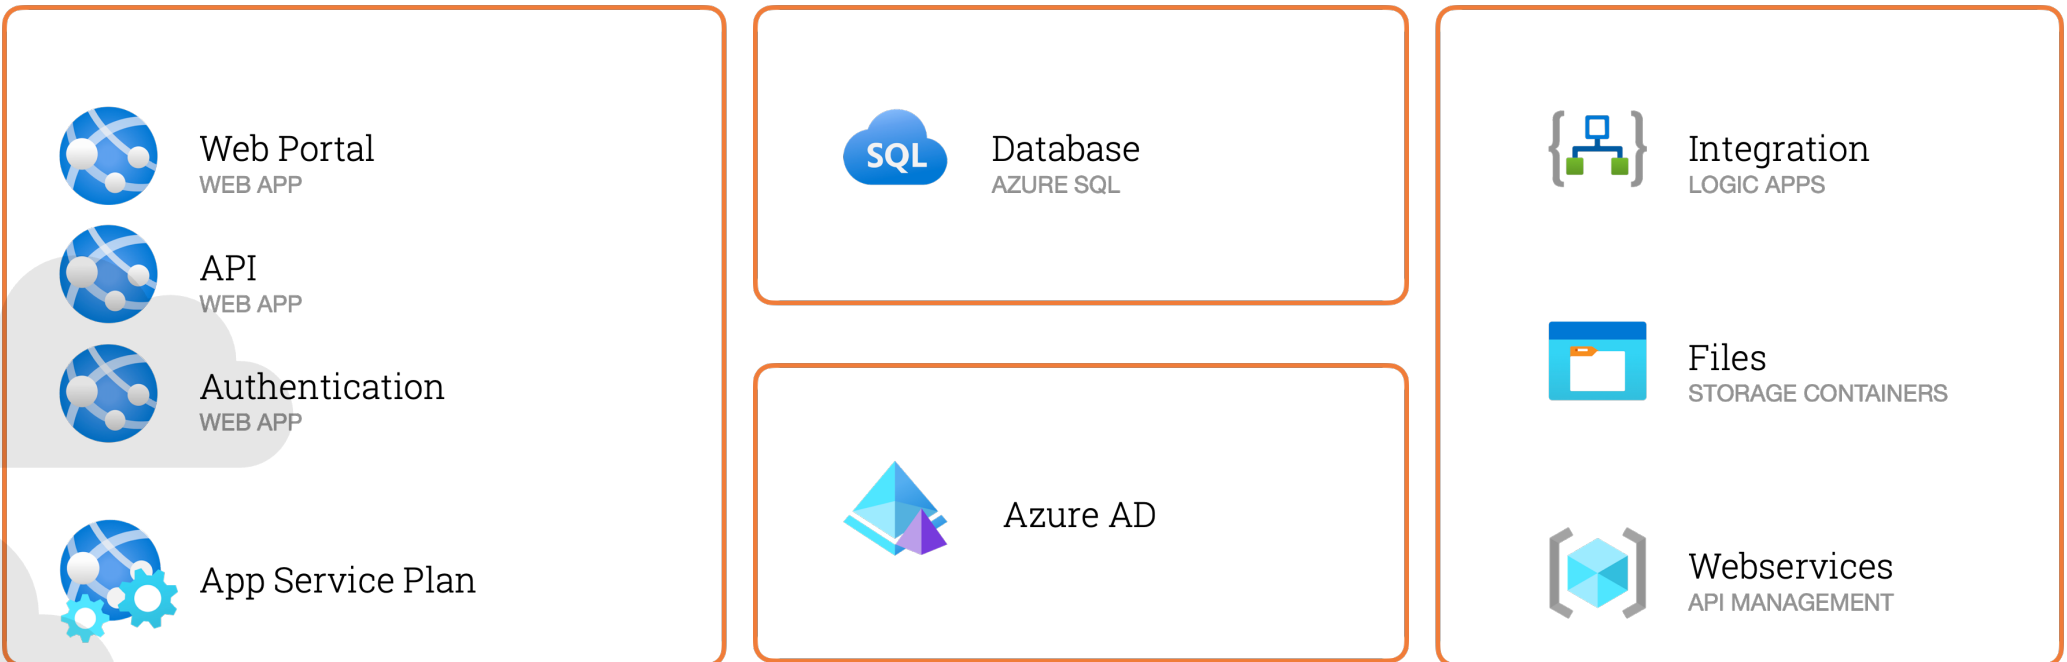 Web Portal
WEB APP
API
WEB APP
Authentication
WEB APP
App Service Plan
SQL
Database
AZURE SQL
Azure AD
Integration
LOGIC APPS
Files
STORAGE CONTAINERS
Webservices
API MANAGEMENT